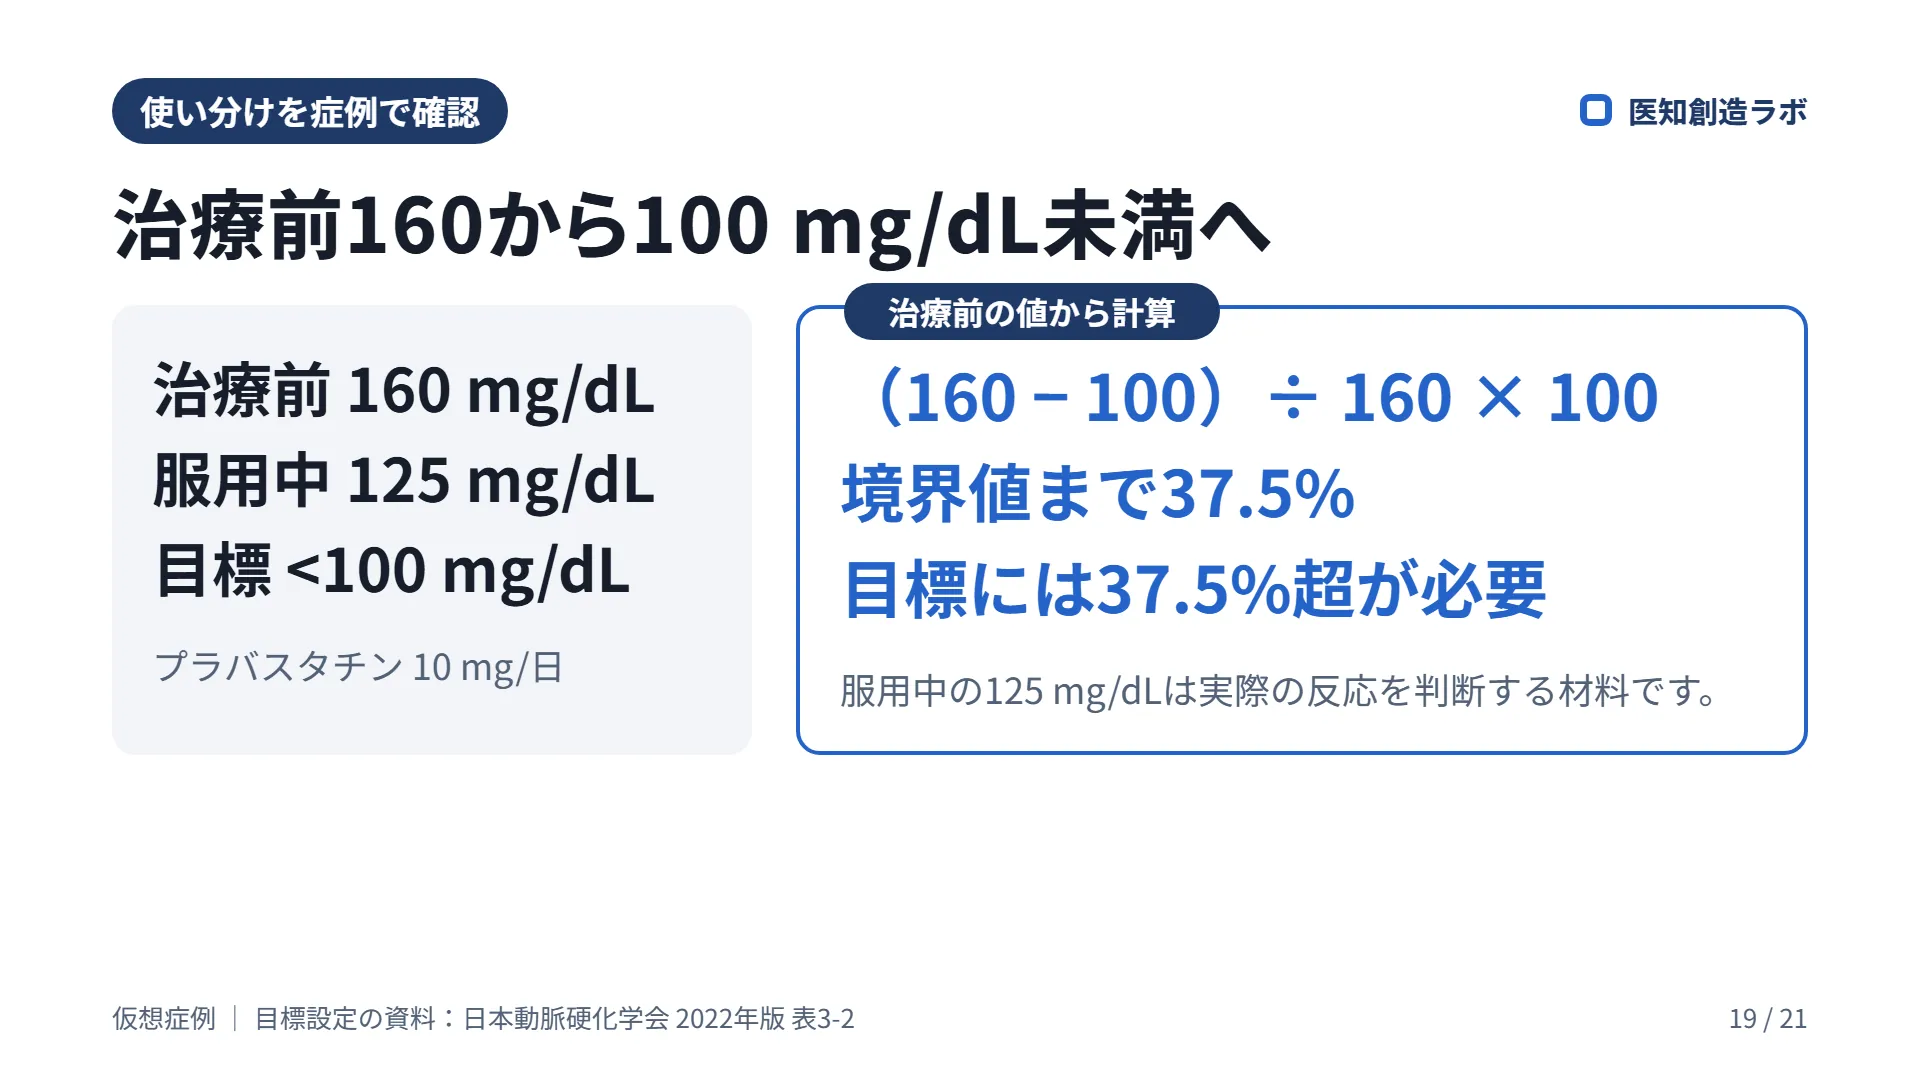 使い分けを症例で確認
医知創造ラボ
治療前160から100 mg/dL未満へ
治療前 160 mg/dL
服用中 125 mg/dL
目標 <100 mg/dL
プラバスタチン 10 mg/日
治療前の値から計算
（160 − 100）÷ 160 × 100
境界値まで37.5%
目標には37.5%超が必要
服用中の125 mg/dLは実際の反応を判断する材料です。
仮想症例｜目標設定の資料：日本動脈硬化学会 2022年版 表3-2
19 / 21